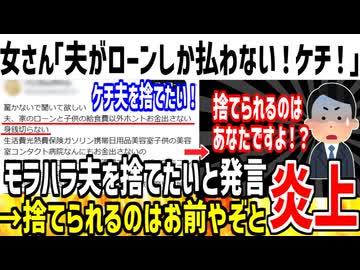 女さん「夫がローンしか払わない！ケチ！」
驚かないで聞いて欲しい
夫、家のローンと子供の給食費以外ホントお金出さない
身銭切らない
生活費光熱費保険ガソリン携帯日用品美容室子供の美容
室コンタクト病院なんにもお金出さないの
ケチ夫を捨てたい！
捨てられるのは
あなたですよ！？
モラハラ夫を捨てたいと発言
→捨てられるのはお前やぞと炎上